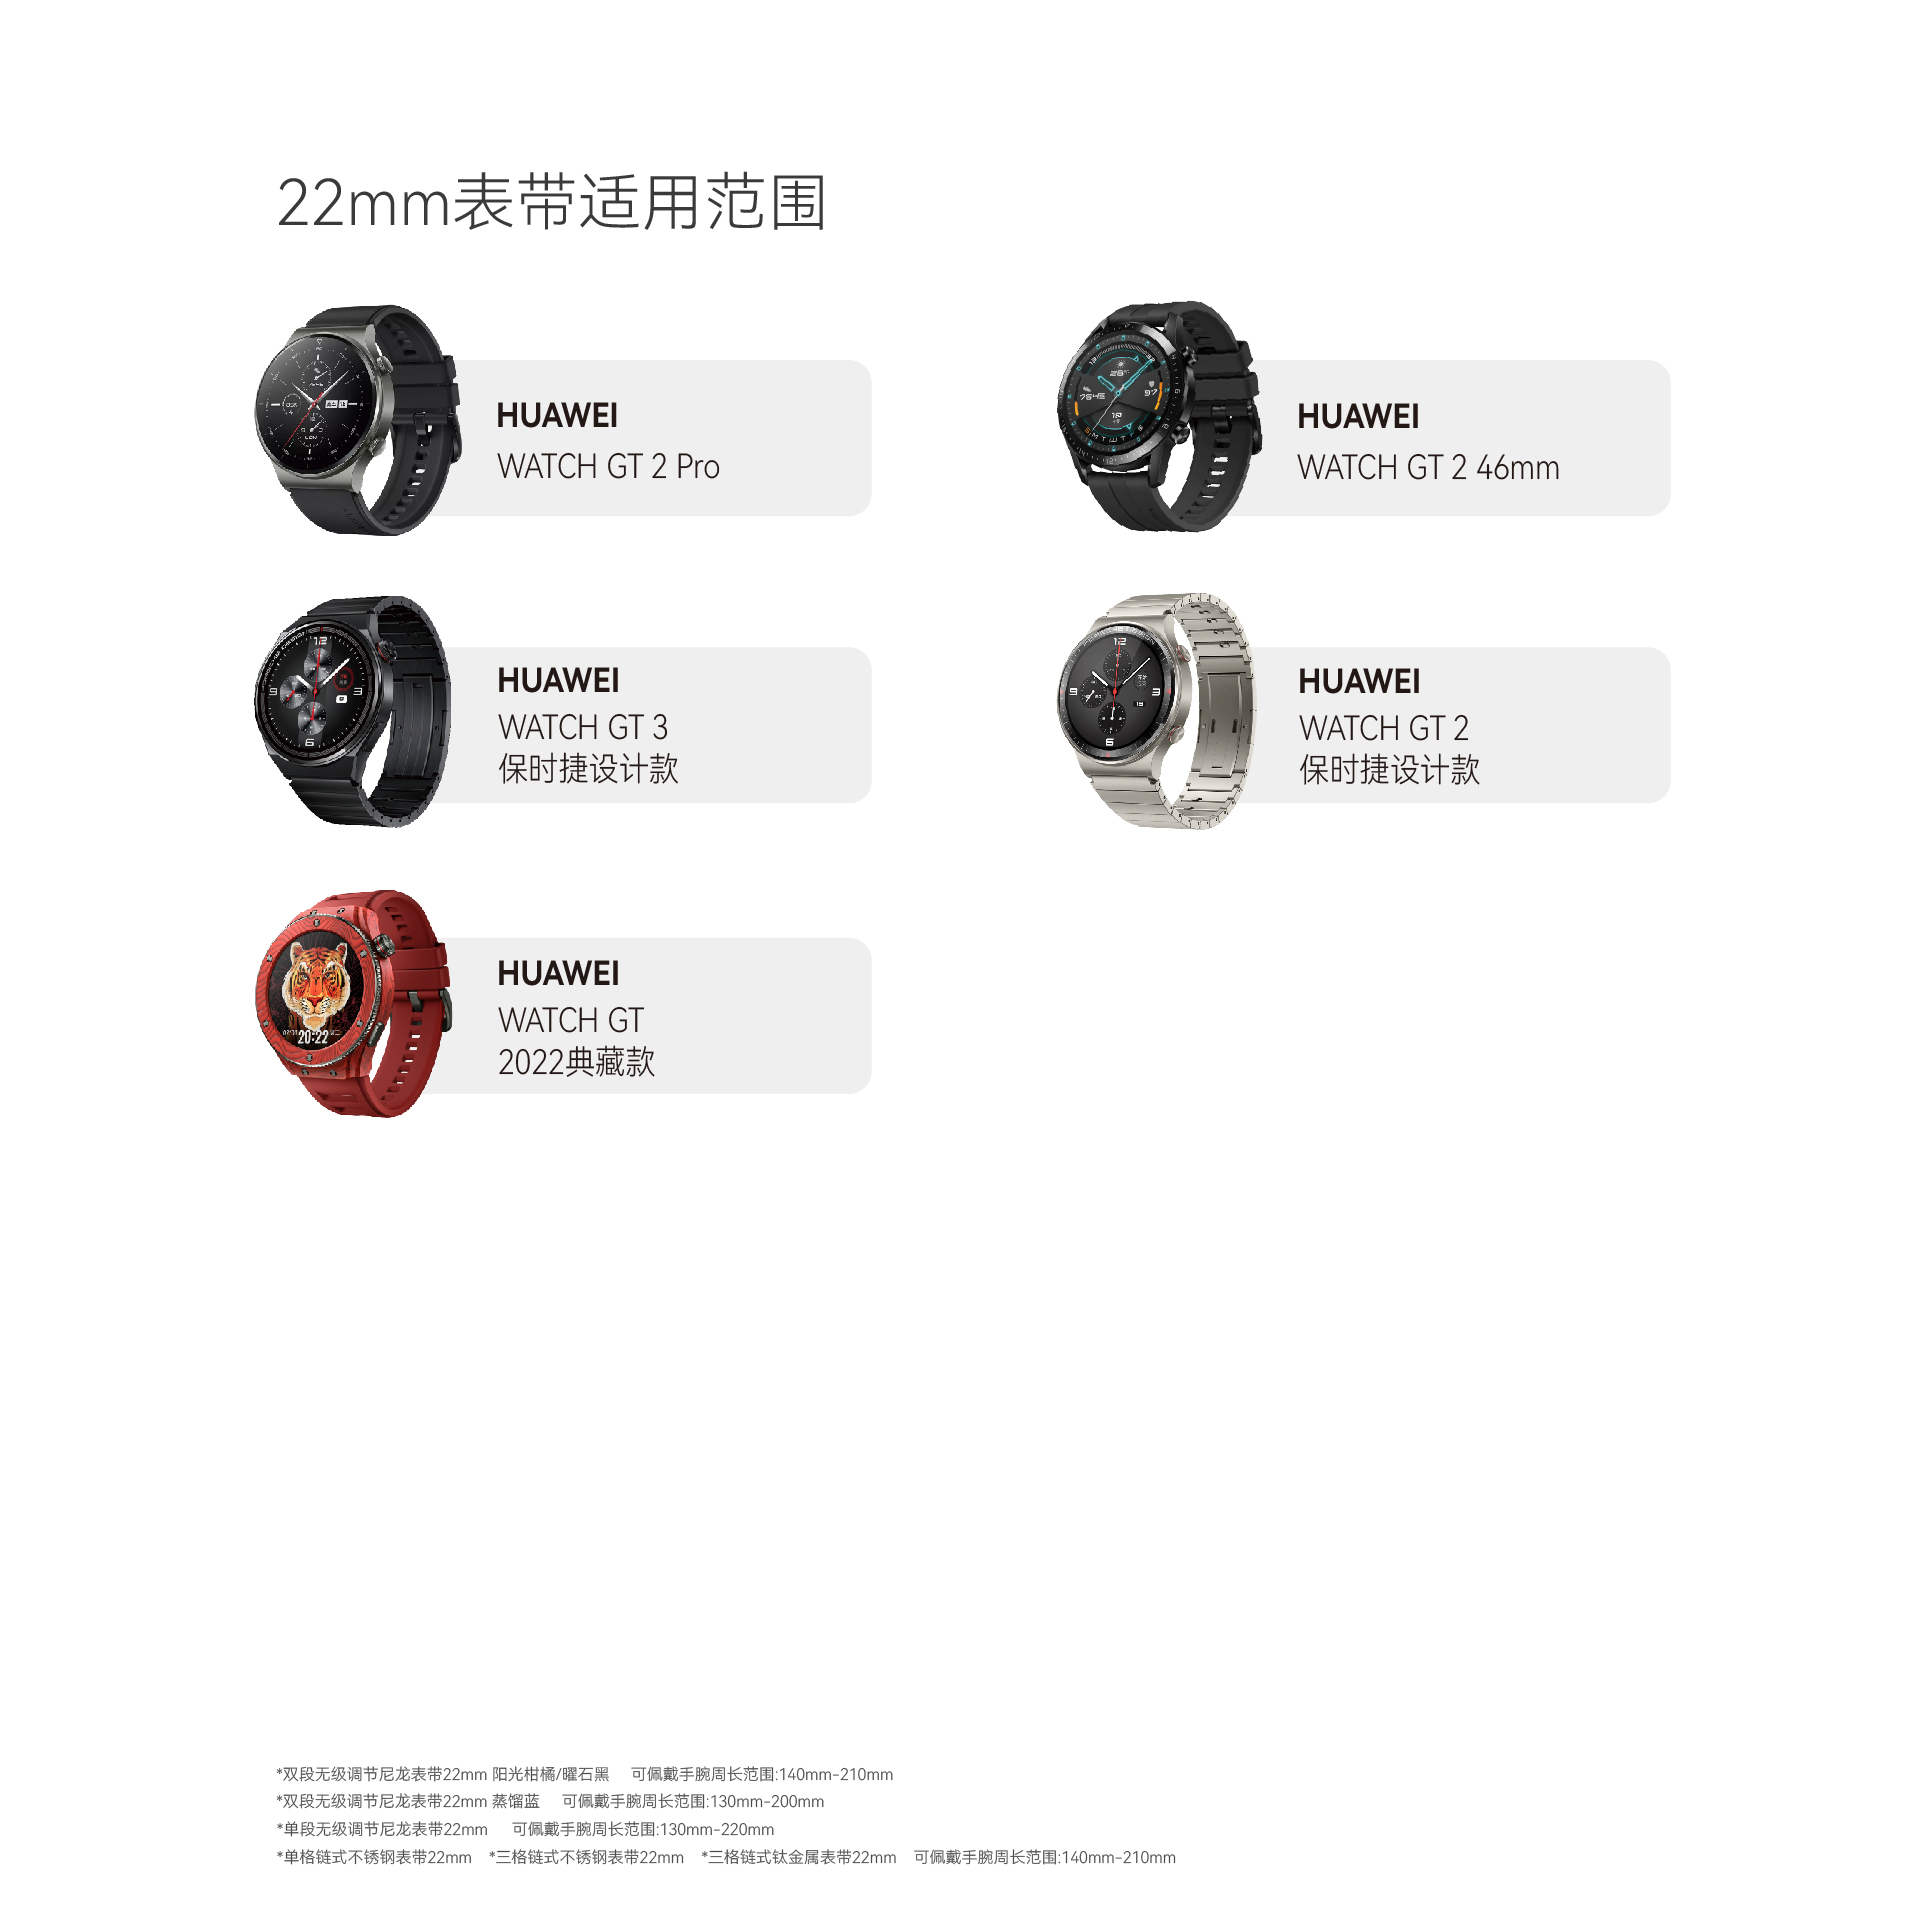 22mm表带适用范围
HUAWEI
WATCH GT 2 Pro
HUAWEI
WATCH GT 2 46mm
HUAWEI
WATCH GT 3
保时捷设计款
HUAWEI
WATCH GT 2
保时捷设计款
HUAWEI
WATCH GT
2022典藏款
20:22
*双段无级调节尼龙表带22mm 阳光柑橘/曜石黑 可佩戴手腕周长范围:140mm-210mm
*双段无级调节尼龙表带22mm 蒸馏蓝 可佩戴手腕周长范围:130mm-200mm
*单段无级调节尼龙表带22mm 可佩戴手腕周长范围:130mm-220mm
*单格链式不锈钢表带22mm *三格链式不锈钢表带22mm *三格链式钛金属表带22mm 可佩戴手腕周长范围:140mm-210mm